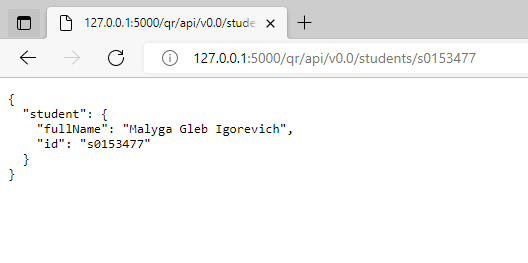 127.0.0.1:5000/qr/api/v0.0/stude
127.0.0.1:5000/qr/api/v0.0/students/s0153477
{
  "student": {
    "fullName": "Malyga Gleb Igorevich",
    "id": "s0153477"
  }
}